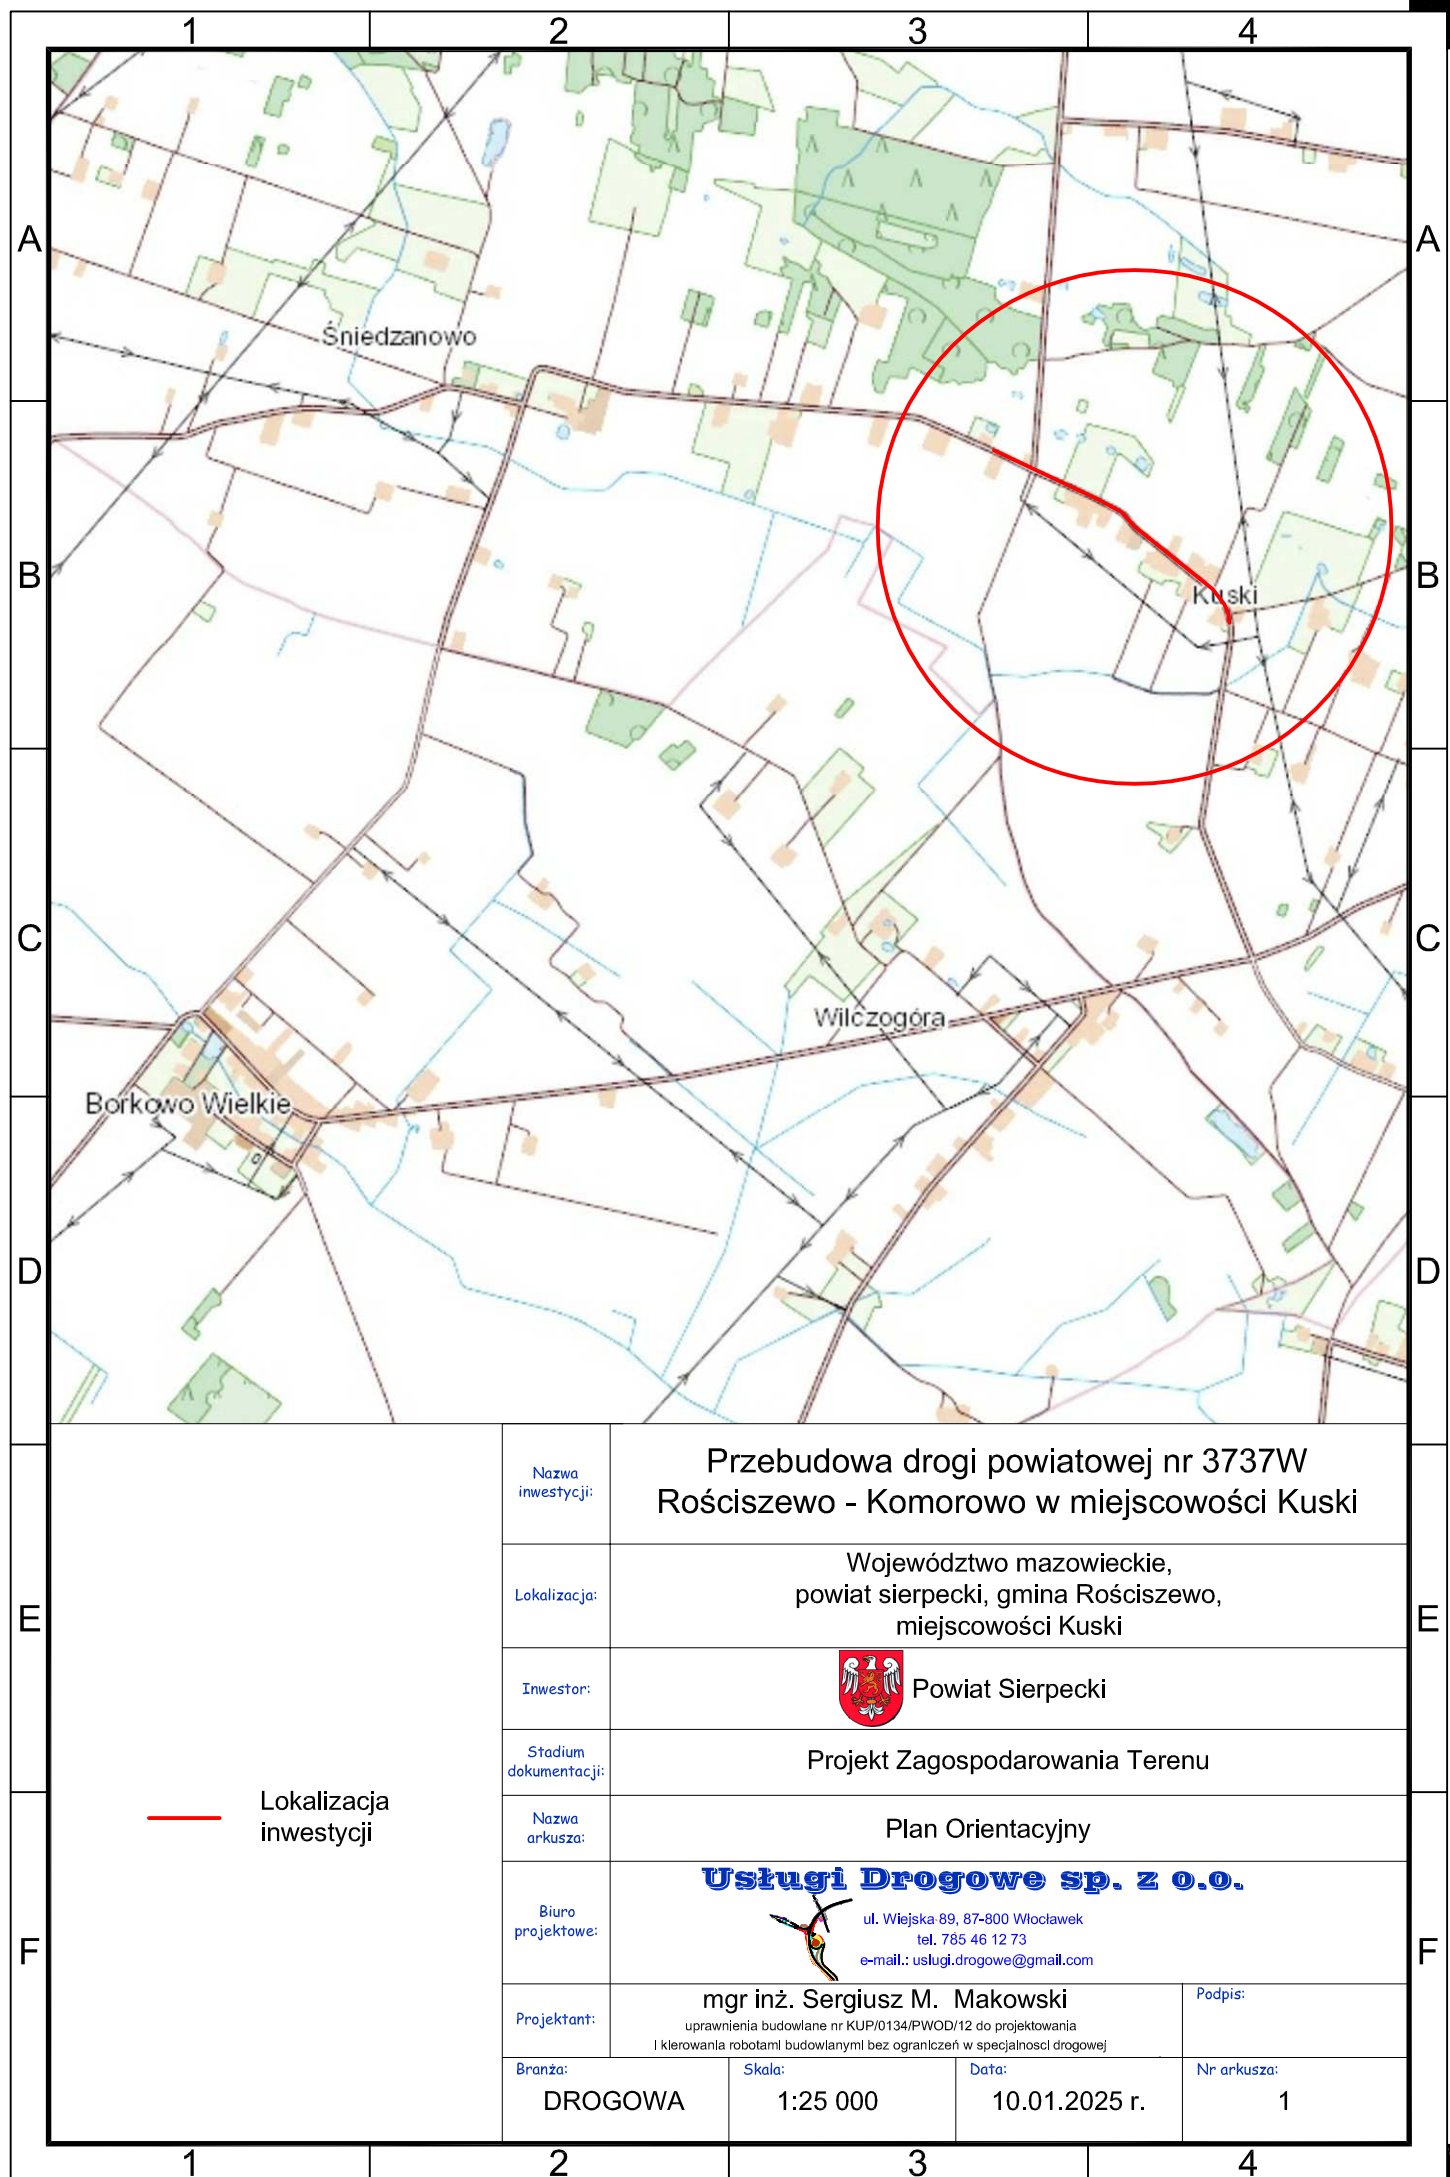 1 2 3 4
A A
Śniedzanowo
B B
Kuski
C C
Wilczogóra
Borkowo Wielkie
D D
Nazwa
inwestycji:
Przebudowa drogi powiatowej nr 3737W
Rościszewo - Komorowo w miejscowości Kuski
Lokalizacja:
Województwo mazowieckie,
powiat sierpecki, gmina Rościszewo,
miejscowości Kuski
E E
Inwestor:
Powiat Sierpecki
Stadium
dokumentacji:
Projekt Zagospodarowania Terenu
Lokalizacja
inwestycji
Nazwa
arkusza:
Plan Orientacyjny
Biuro
projektowe:
Usługi Drogowe sp. z o.o.
ul. Wiejska 89, 87-800 Włocławek
tel. 785 46 12 73
e-mail.: uslugi.drogowe@gmail.com
F F
Projektant:
mgr inż. Sergiusz M. Makowski
uprawnienia budowlane nr KUP/0134/PWOD/12 do projektowania
i kierowania robotami budowlanymi bez ograniczeń w specjalnosci drogowej
Podpis:
Branża:
DROGOWA
Skala:
1:25 000
Data:
10.01.2025 r.
Nr arkusza:
1
1 2 3 4